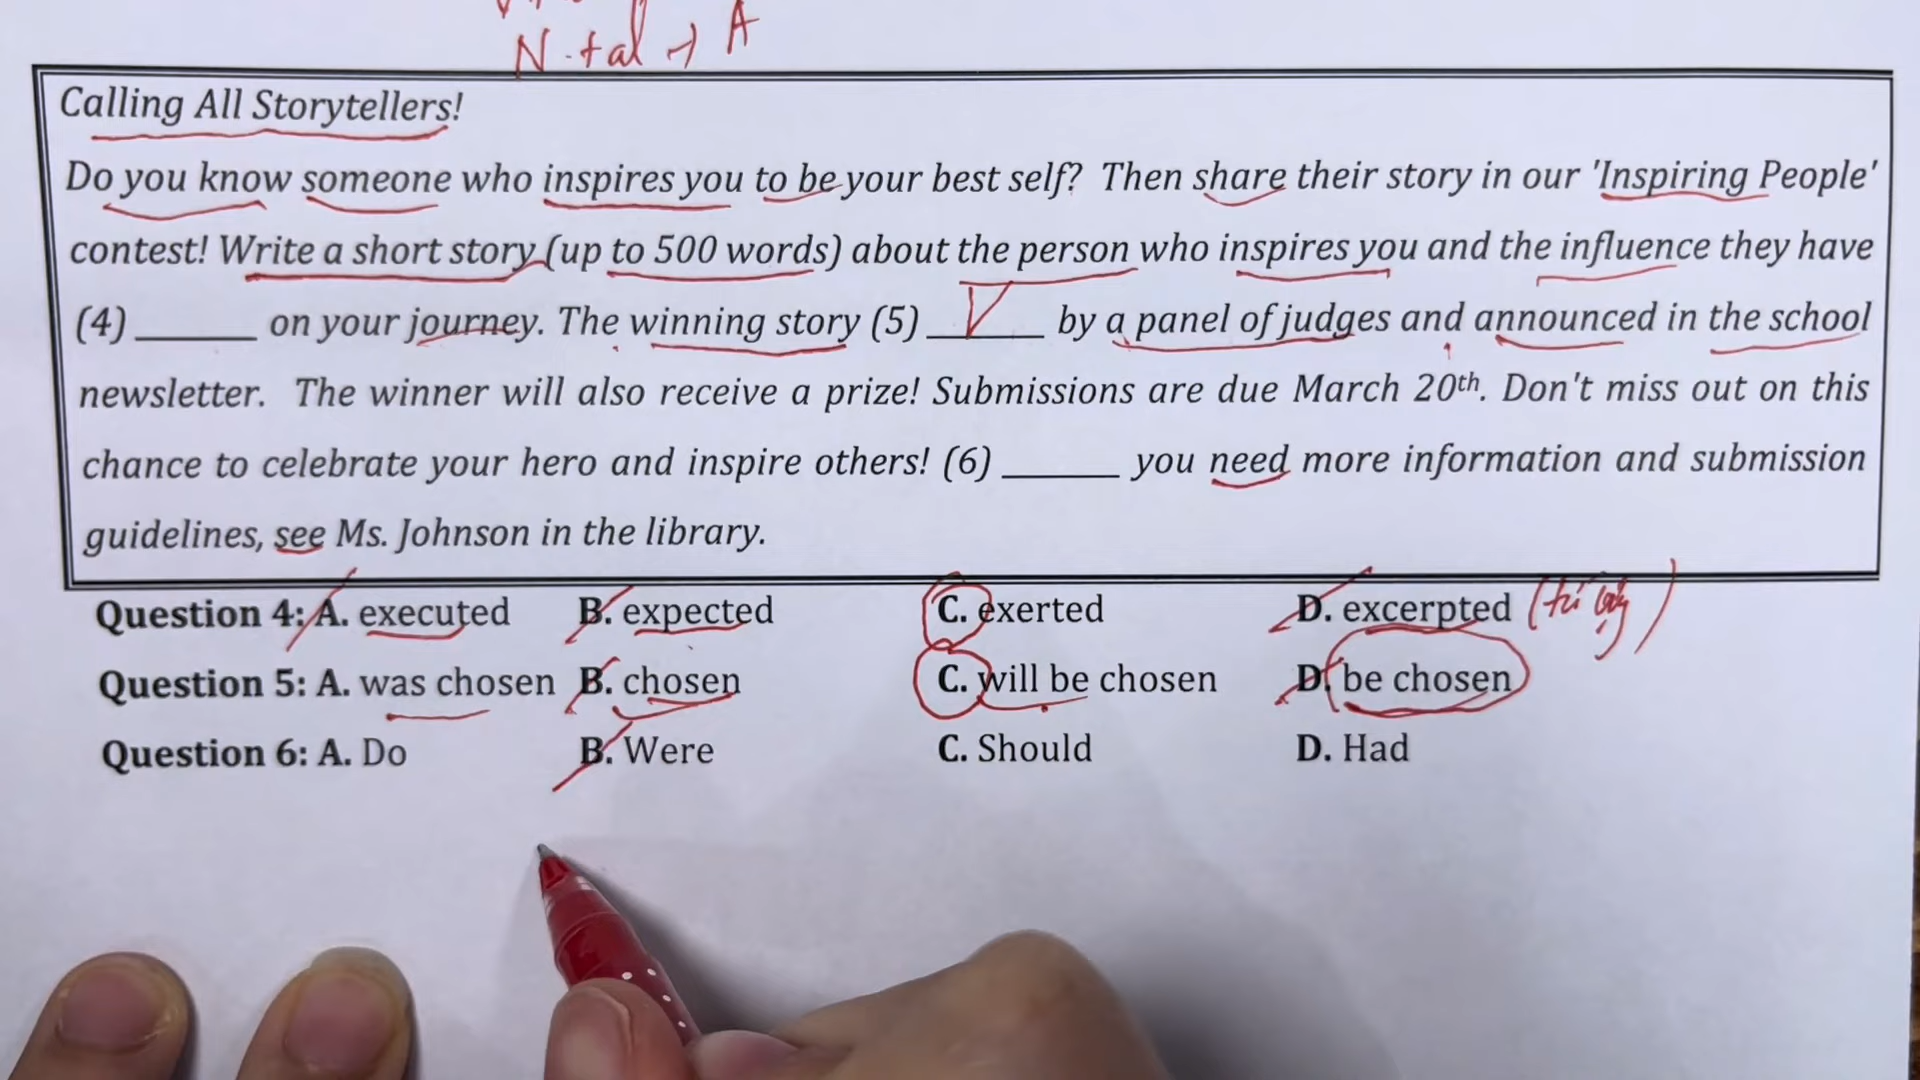 N + al → A
Calling All Storytellers!
Do you know someone who inspires you to be your best self? Then share their story in our 'Inspiring People'
contest! Write a short story (up to 500 words) about the person who inspires you and the influence they have
(4) ______ on your journey. The winning story (5) ______ by a panel of judges and announced in the school
newsletter. The winner will also receive a prize! Submissions are due March 20th. Don't miss out on this
chance to celebrate your hero and inspire others! (6) ______ you need more information and submission
guidelines, see Ms. Johnson in the library.
Question 4: A. executed B. expected C. exerted D. excerpted
Question 5: A. was chosen B. chosen C. will be chosen D. be chosen
Question 6: A. Do B. Were C. Should D. Had